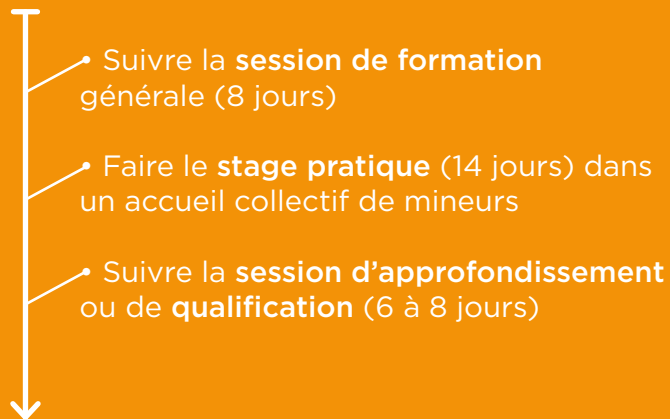 • Suivre la session de formation
générale (8 jours)
• Faire le stage pratique (14 jours) dans
un accueil collectif de mineurs
• Suivre la session d’approfondissement
ou de qualification (6 à 8 jours)